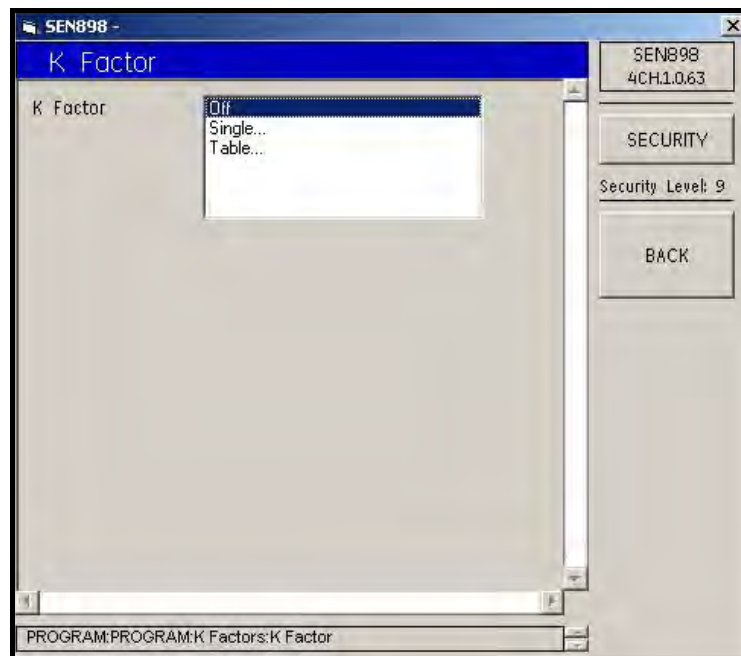 SEN898 -
K Factor
K Factor
Off
Single...
Table...
SEN898
4CH.1.0.63
SECURITY
Security Level: 9
BACK
PROGRAM:PROGRAM:K Factors:K Factor